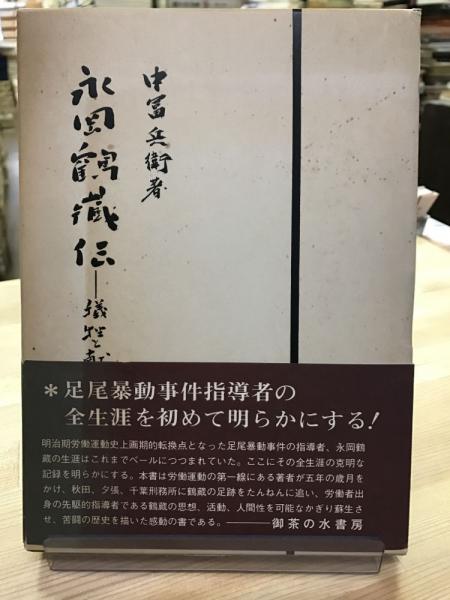 中冨兵衛著
永岡鶴蔵伝
―犠牲と献
＊足尾暴動事件指導者の
全生涯を初めて明らかにする！
明治期労働運動史上画期的転換点となった足尾暴動事件の指導者、永岡鶴
蔵の生涯はこれまでベールにつつまれていた。ここにその全生涯の克明な
記録を明らかにする。本書は労働運動の第一線にある著者が五年の歳月を
かけ、秋田、夕張、千葉刑務所に鶴蔵の足跡をたんねんに追い、労働者出
身の先駆的指導者である鶴蔵の思想、活動、人間性を可能なかぎり蘇生さ
せ、苦闘の歴史を描いた感動の書である。――御茶の水書房